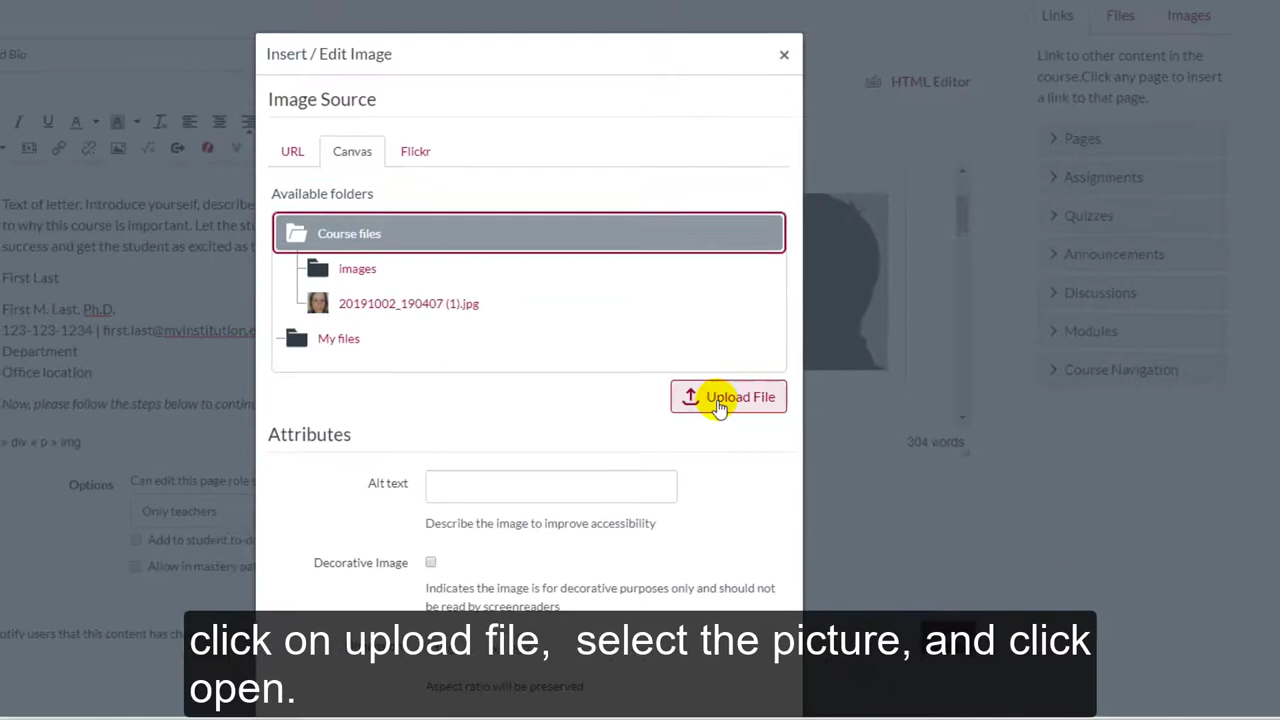 Links
Files
Images
d Bio
Insert / Edit Image
×
Link to other content in the
course.Click any page to insert
a link to that page.
HTML Editor
Image Source
URL
Canvas
Flickr
Pages
Assignments
Quizzes
Announcements
Discussions
Modules
Course Navigation
Available folders
Course files
images
20191002_190407 (1).jpg
My files
Upload File
Text of letter. Introduce yourself, describe
to why this course is important. Let the stu
success and get the student as excited as t
First Last
First M. Last, Ph.D.
123-123-1234 | first.last@myinstitution.e
Department
Office location
Now, please follow the steps below to contin
» div » p » img
304 words
Attributes
Alt text
Describe the image to improve accessibility
Decorative Image
Indicates the image is for decorative purposes only and should not
be read by screenreaders
Aspect ratio will be preserved
Options
Can edit this page role s
Only teachers
Add to student to-d
Allow in mastery pat
otify users that this content has ch
click on upload file, select the picture, and click
open.